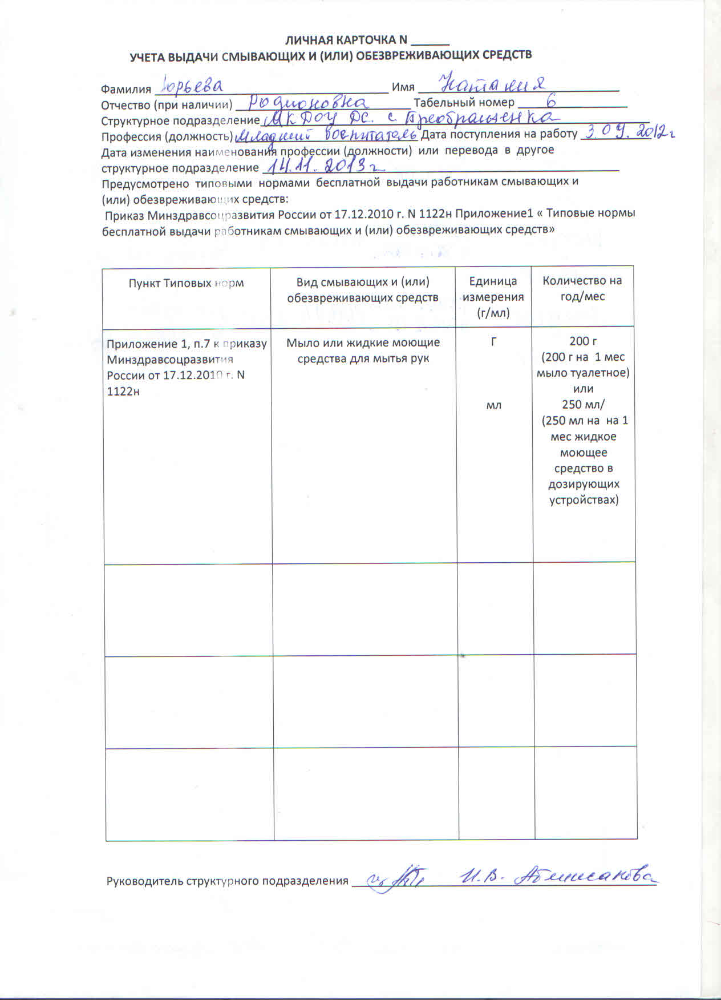 ЛИЧНАЯ КАРТОЧКА N ______
УЧЕТА ВЫДАЧИ СМЫВАЮЩИХ И (ИЛИ) ОБЕЗВРЕЖИВАЮЩИХ СРЕДСТВ
Фамилия Юрьева Имя Наталия
Отчество (при наличии) Родионовна Табельный номер 6
Структурное подразделение МКДОУ ДС. с. Преображенка
Профессия (должность) Младший воспитатель Дата поступления на работу 3.09.2012г
Дата изменения наименования профессии (должности) или перевода в другое
структурное подразделение 14.11.2013г
Предусмотрено типовыми нормами бесплатной выдачи работникам смывающих и
(или) обезвреживающих средств:
Приказ Минздравсоцразвития России от 17.12.2010 г. N 1122н Приложение1 « Типовые нормы
бесплатной выдачи работникам смывающих и (или) обезвреживающих средств»
Пункт Типовых норм
Вид смывающих и (или)
обезвреживающих средств
Единица
измерения
(г/мл)
Количество на
год/мес
Приложение 1, п.7 к приказу
Минздравсоцразвития
России от 17.12.2010 г. N
1122н
Мыло или жидкие моющие
средства для мытья рук
Г
мл
200 г
(200 г на 1 мес
мыло туалетное)
или
250 мл/
(250 мл на на 1
мес жидкое
моющее
средство в
дозирующих
устройствах)
Руководитель структурного подразделения И.В.